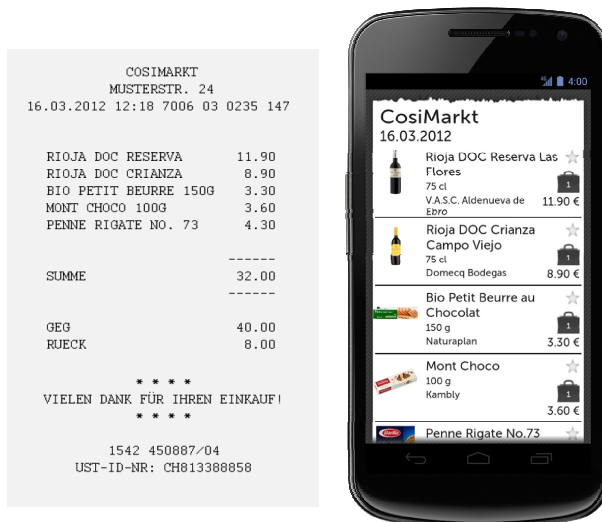 COSIMARKT
MUSTERSTR. 24
16.03.2012 12:18 7006 03 0235 147
RIOJA DOC RESERVA 11.90
RIOJA DOC CRIANZA 8.90
BIO PETIT BEURRE 150G 3.30
MONT CHOCO 100G 3.60
PENNE RIGATE NO. 73 4.30
------
SUMME 32.00
------
GEG 40.00
RUECK 8.00
* * * *
VIELEN DANK FÜR IHREN EINKAUF!
* * * *
1542 450887/04
UST-ID-NR: CH813388858
4G 4:00
CosiMarkt
16.03.2012
Rioja DOC Reserva Las
Flores
75 cl
1
V.A.S.C. Aldenueva de
Ebro
11.90 €
Rioja DOC Crianza
Campo Viejo
75 cl
1
Domecq Bodegas 8.90 €
Bio Petit Beurre au
Chocolat
150 g
1
Naturaplan 3.30 €
Mont Choco
100 g
1
Kambly
3.60 €
Barilla
Penne Rigate No.73